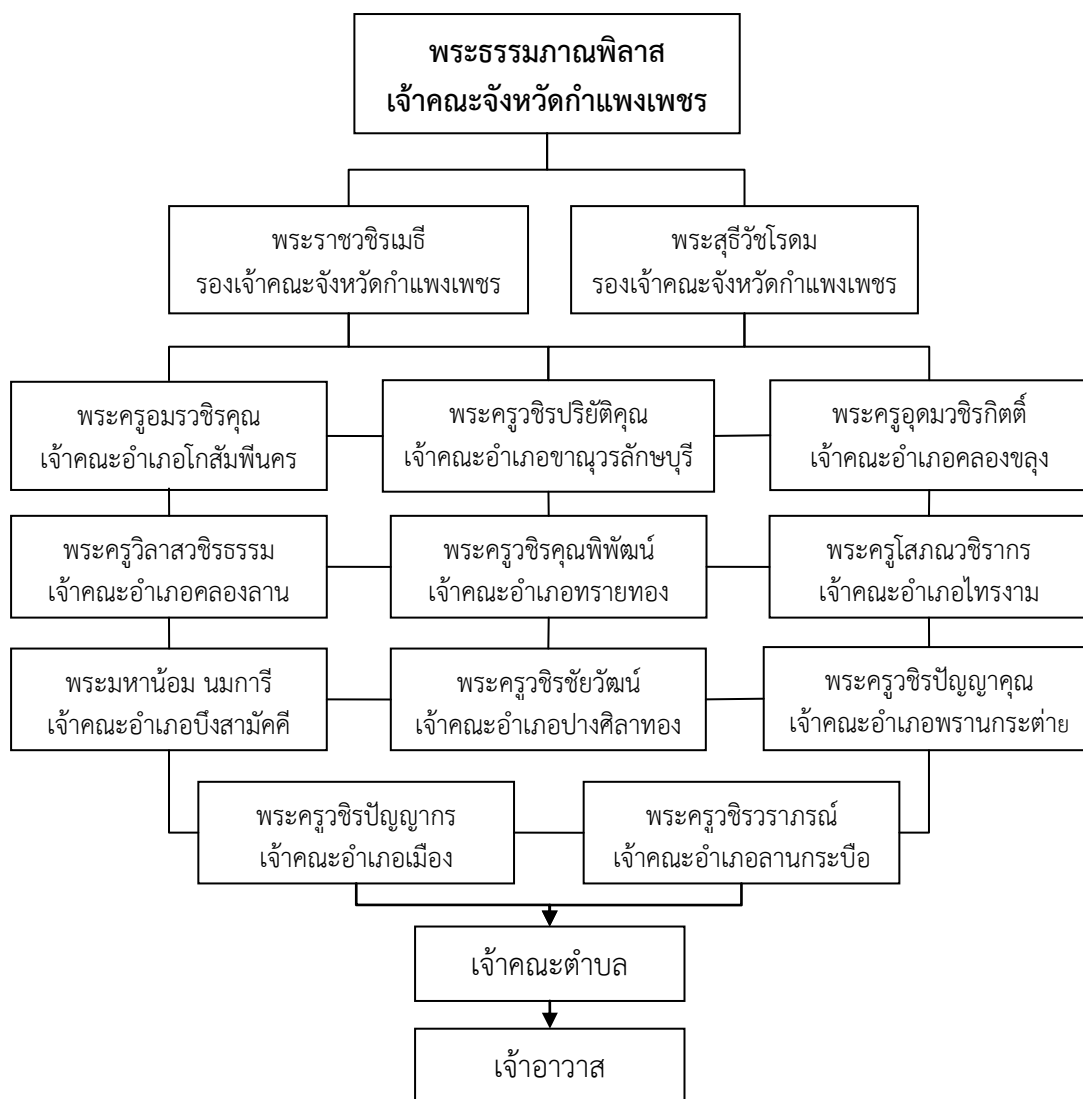 พระธรรมภาณพิลาส
เจ้าคณะจังหวัดกำแพงเพชร
พระราชวชิรเมธี
รองเจ้าคณะจังหวัดกำแพงเพชร
พระสุธีวัชโรดม
รองเจ้าคณะจังหวัดกำแพงเพชร
พระครูอมรวชิรคุณ
เจ้าคณะอำเภอโกสัมพีนคร
พระครูวชิรปริยัติคุณ
เจ้าคณะอำเภอขาณุวรลักษบุรี
พระครูอุดมวชิรกิตติ์
เจ้าคณะอำเภอคลองขลุง
พระครูวิลาสวชิรธรรม
เจ้าคณะอำเภอคลองลาน
พระครูวชิรคุณพิพัฒน์
เจ้าคณะอำเภอทรายทอง
พระครูโสภณวชิรากร
เจ้าคณะอำเภอไทรงาม
พระมหาน้อม นมการี
เจ้าคณะอำเภอบึงสามัคคี
พระครูวชิรชัยวัฒน์
เจ้าคณะอำเภอปางศิลาทอง
พระครูวชิรปัญญาคุณ
เจ้าคณะอำเภอพรานกระต่าย
พระครูวชิรปัญญากร
เจ้าคณะอำเภอเมือง
พระครูวชิรวราภรณ์
เจ้าคณะอำเภอลานกระบือ
เจ้าคณะตำบล
เจ้าอาวาส